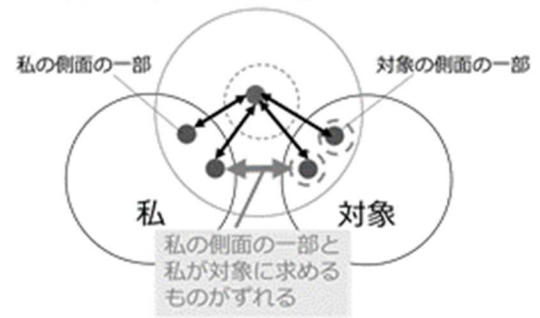 私の側面の一部
対象の側面の一部
私
対象
私の側面の一部と
私が対象に求める
ものがずれる